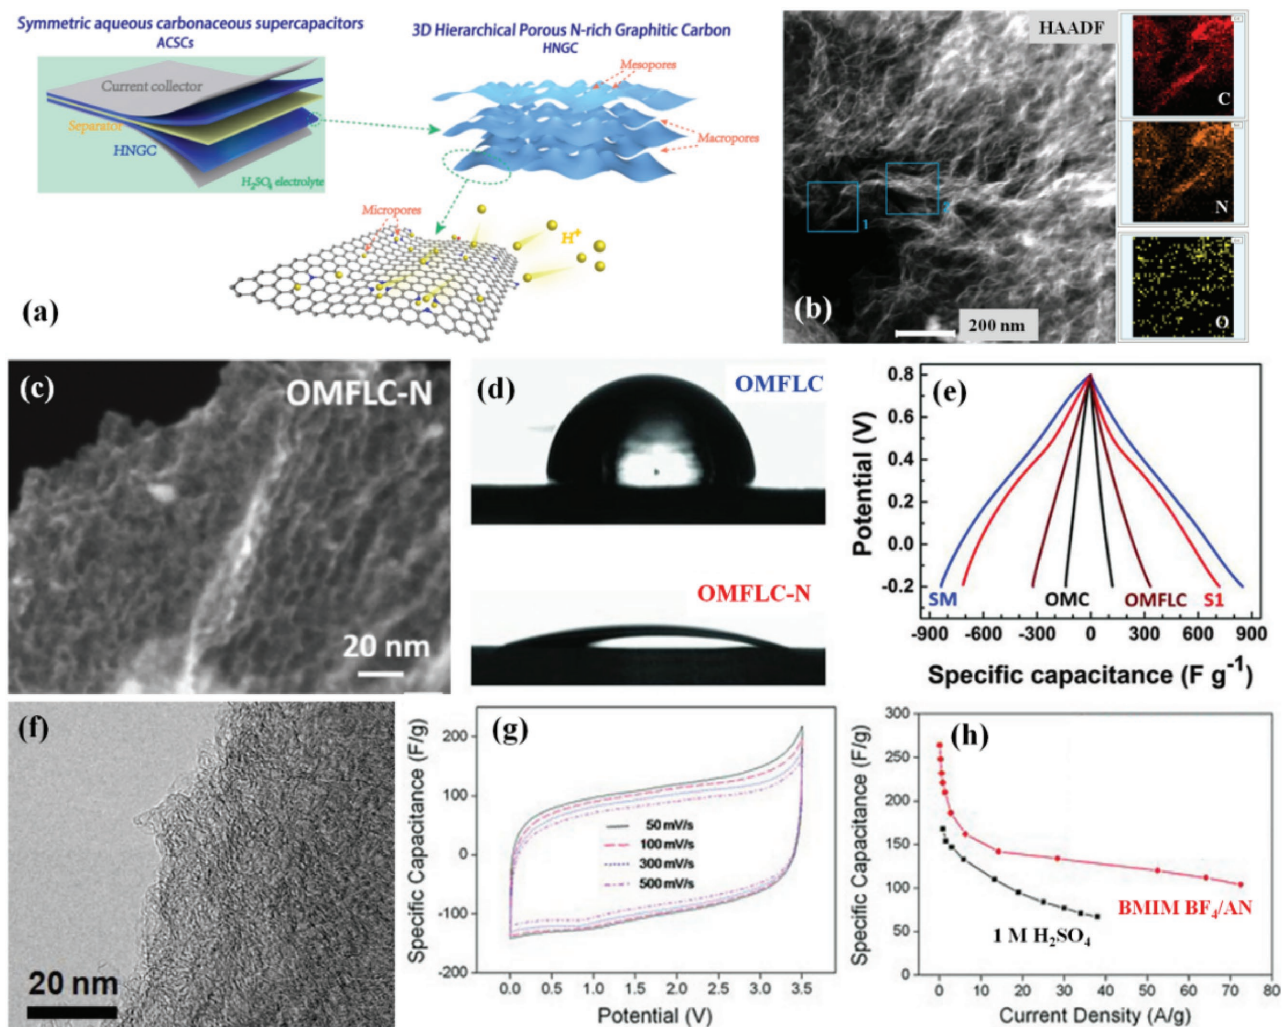 Symmetric aqueous carbonaceous supercapacitors
ACSCs
Current collector
Separator
HNGC
H₂SO₄ electrolyte
3D Hierarchical Porous N-rich Graphitic Carbon
HNGC
Mesopores
Macropores
Micropores
H⁺
(a)
HAADF
1
2
(b)
200 nm
C
N
O
(c)
OMFLC-N
20 nm
(d)
OMFLC
OMFLC-N
(e)
Potential (V)
0.8
0.4
0.0
-0.2
SM
OMC
OMFLC
S1
-900 -600 -300 0 300 600 900
Specific capacitance (F g⁻¹)
(f)
20 nm
(g)
Specific Capacitance (F/g)
200
100
0
-100
-200
50 mV/s
100 mV/s
300 mV/s
500 mV/s
0.0 0.5 1.0 1.5 2.0 2.5 3.0 3.5
Potential (V)
(h)
Specific Capacitance (F/g)
300
250
200
150
100
50
0
BMIM BF₄/AN
1 M H₂SO₄
0 10 20 30 40 50 60 70 80
Current Density (A/g)